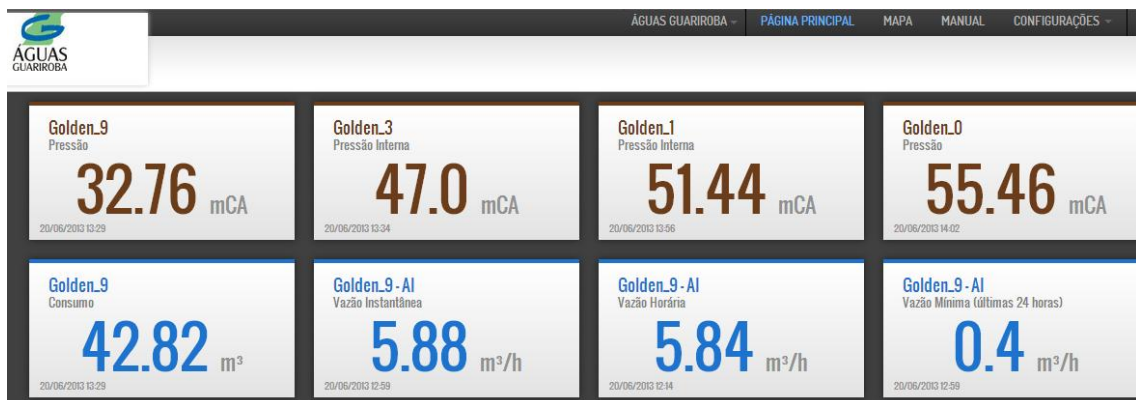 ÁGUAS
GUARIROBA
ÁGUAS GUARIROBA PÁGINA PRINCIPAL MAPA MANUAL CONFIGURAÇÕES
Golden_9
Pressão
32.76 mCA
20/06/2013 13:29
Golden_3
Pressão Interna
47.0 mCA
20/06/2013 13:34
Golden_1
Pressão Interna
51.44 mCA
20/06/2013 13:56
Golden_0
Pressão
55.46 mCA
20/06/2013 14:02
Golden_9
Consumo
42.82 m³
20/06/2013 13:29
Golden_9 - AI
Vazão Instantânea
5.88 m³/h
20/06/2013 12:59
Golden_9 - AI
Vazão Horária
5.84 m³/h
20/06/2013 12:14
Golden_9 - AI
Vazão Mínima (últimas 24 horas)
0.4 m³/h
20/06/2013 12:59